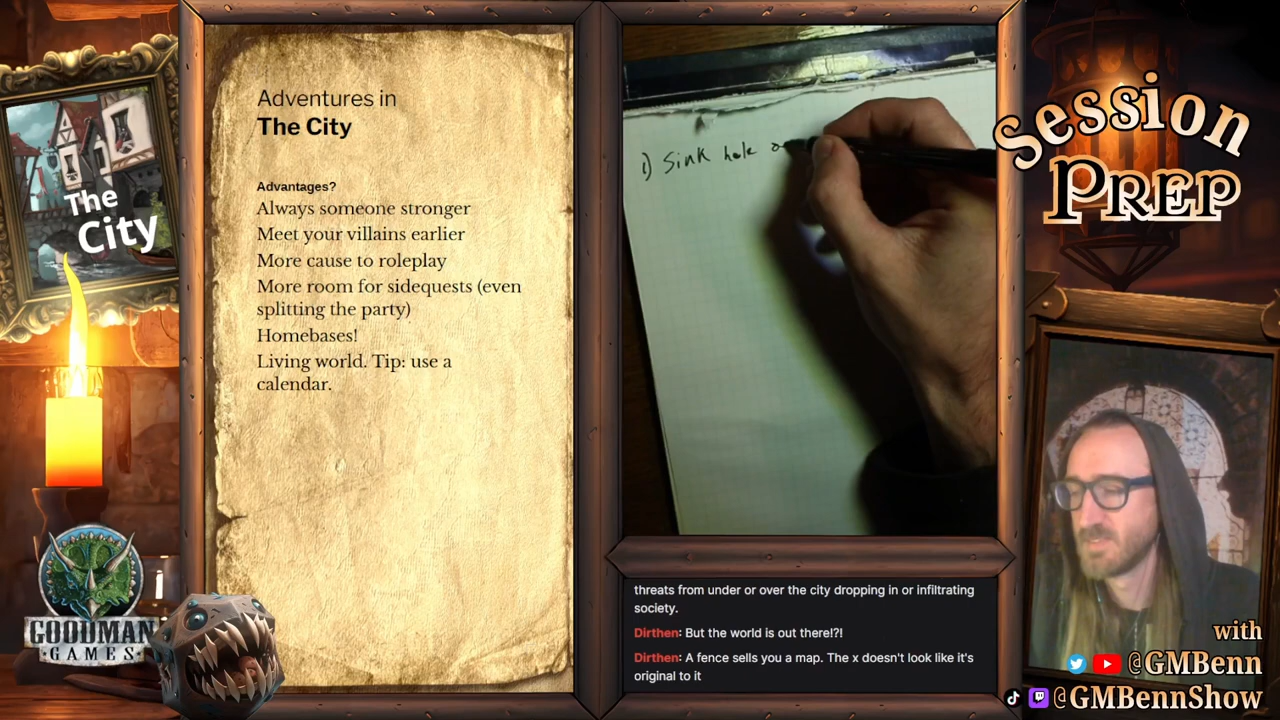 The
City
GOODMAN
GAMES
Adventures in
The City
Advantages?
Always someone stronger
Meet your villains earlier
More cause to roleplay
More room for sidequests (even
splitting the party)
Homebases!
Living world. Tip: use a
calendar.
1) Sink hole
threats from under or over the city dropping in or infiltrating
society.
Dirthen: But the world is out there!?!
Dirthen: A fence sells you a map. The x doesn't look like it's
original to it
Session
PREP
with
@GMBenn
@GMBennShow